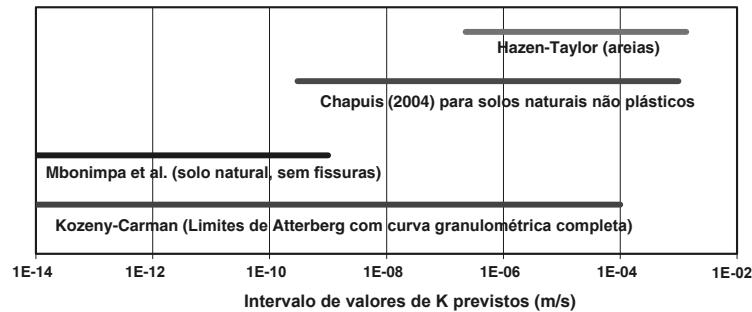 Hazen-Taylor (areias)
Chapuis (2004) para solos naturais não plásticos
Mbonimpa et al. (solo natural, sem fissuras)
Kozeny-Carman (Limites de Atterberg com curva granulométrica completa)
1E-14 1E-12 1E-10 1E-08 1E-06 1E-04 1E-02
Intervalo de valores de K previstos (m/s)